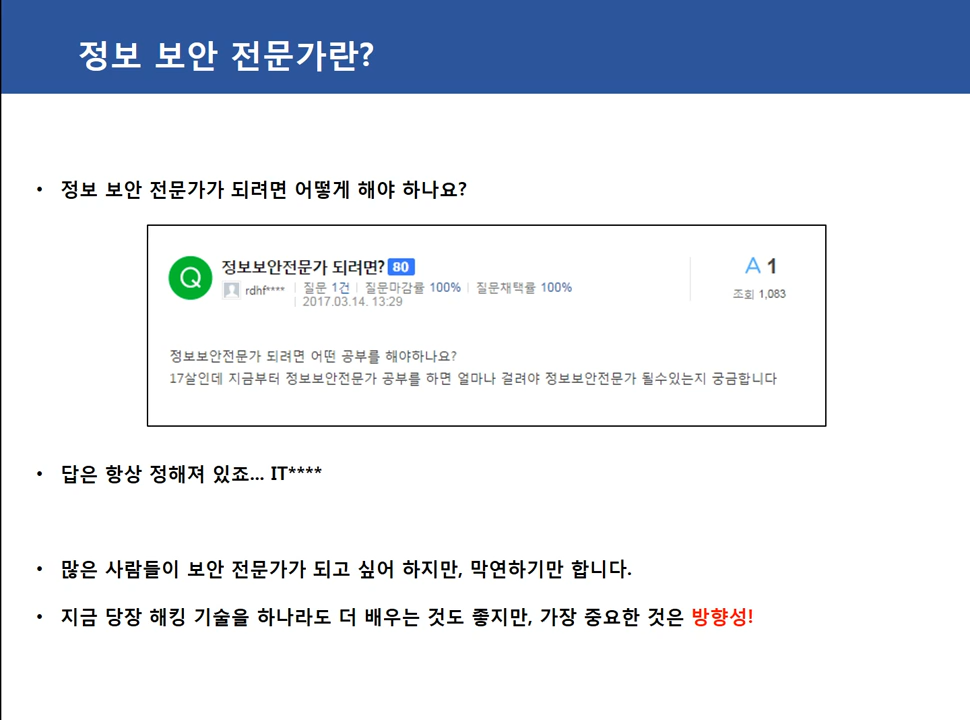 정보 보안 전문가란?
• 정보 보안 전문가가 되려면 어떻게 해야 하나요?
Q 정보보안전문가 되려면? 80
rdhf**** 질문 1건 질문마감률 100% 질문채택률 100%
2017.03.14. 13:29
A 1
조회 1,083
정보보안전문가 되려면 어떤 공부를 해야하나요?
17살인데 지금부터 정보보안전문가 공부를 하면 얼마나 걸려야 정보보안전문가 될수있는지 궁금합니다
• 답은 항상 정해져 있죠... IT****
• 많은 사람들이 보안 전문가가 되고 싶어 하지만, 막연하기만 합니다.
• 지금 당장 해킹 기술을 하나라도 더 배우는 것도 좋지만, 가장 중요한 것은 방향성!